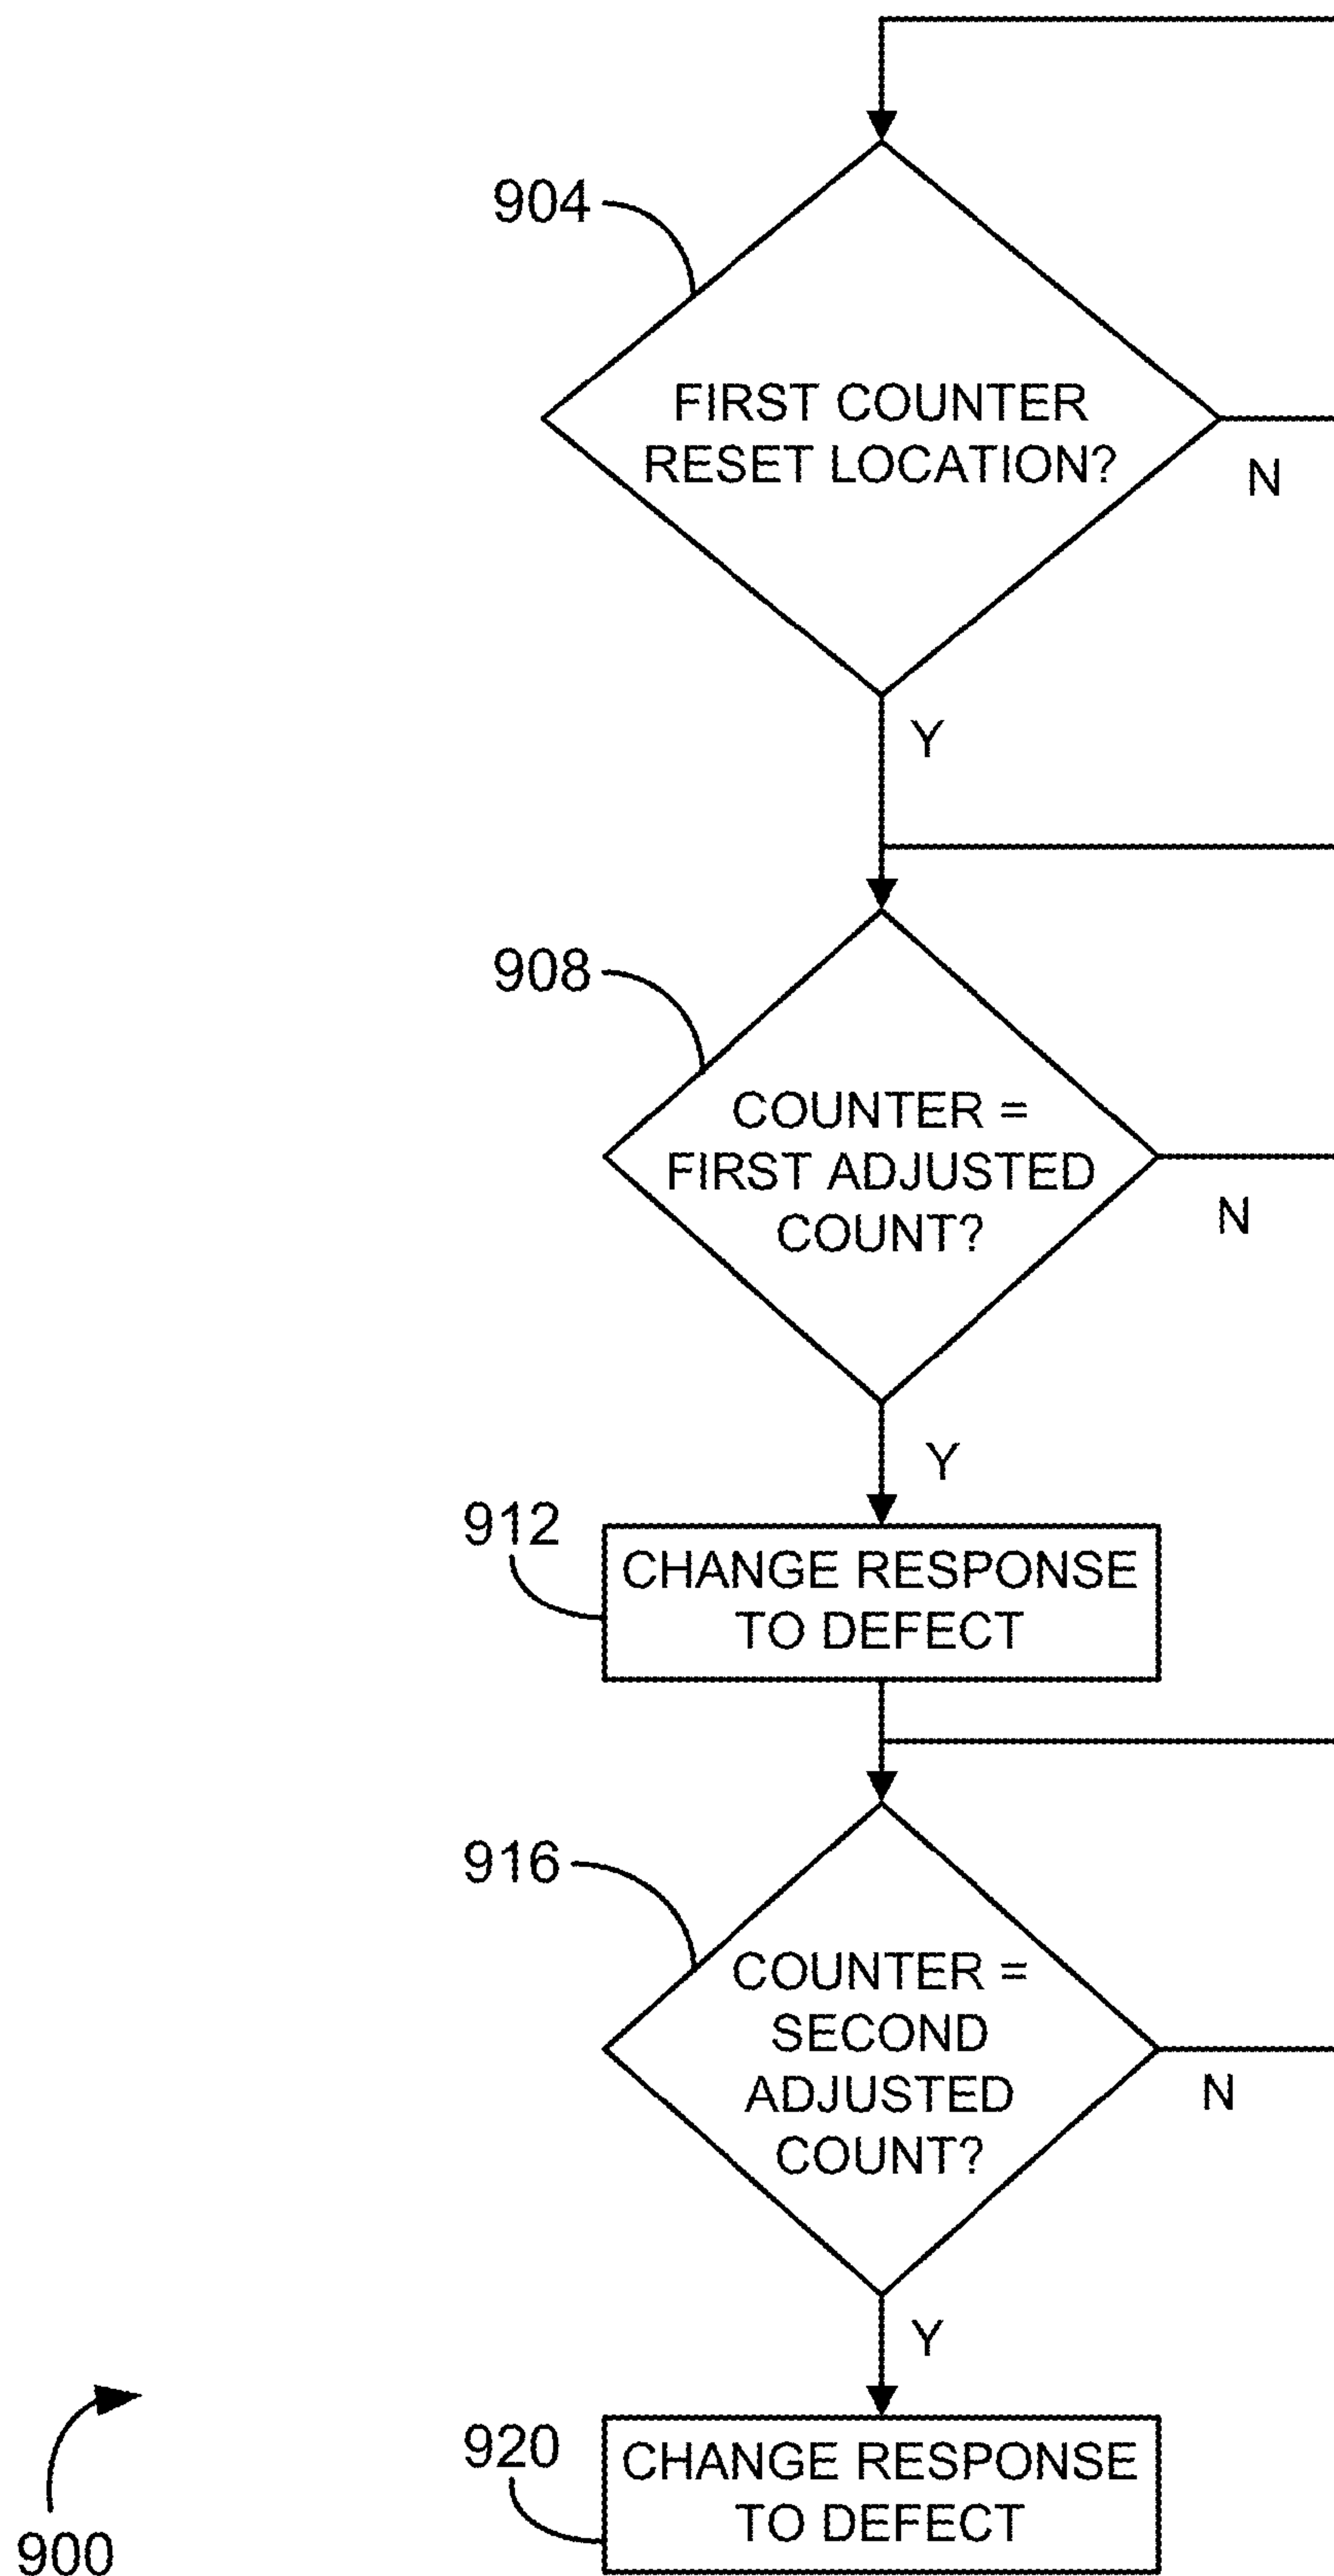 904
FIRST COUNTER
RESET LOCATION?
N
Y
908
COUNTER =
FIRST ADJUSTED
COUNT?
N
Y
912
CHANGE RESPONSE
TO DEFECT
916
COUNTER =
SECOND
ADJUSTED
COUNT?
N
Y
920
CHANGE RESPONSE
TO DEFECT
900